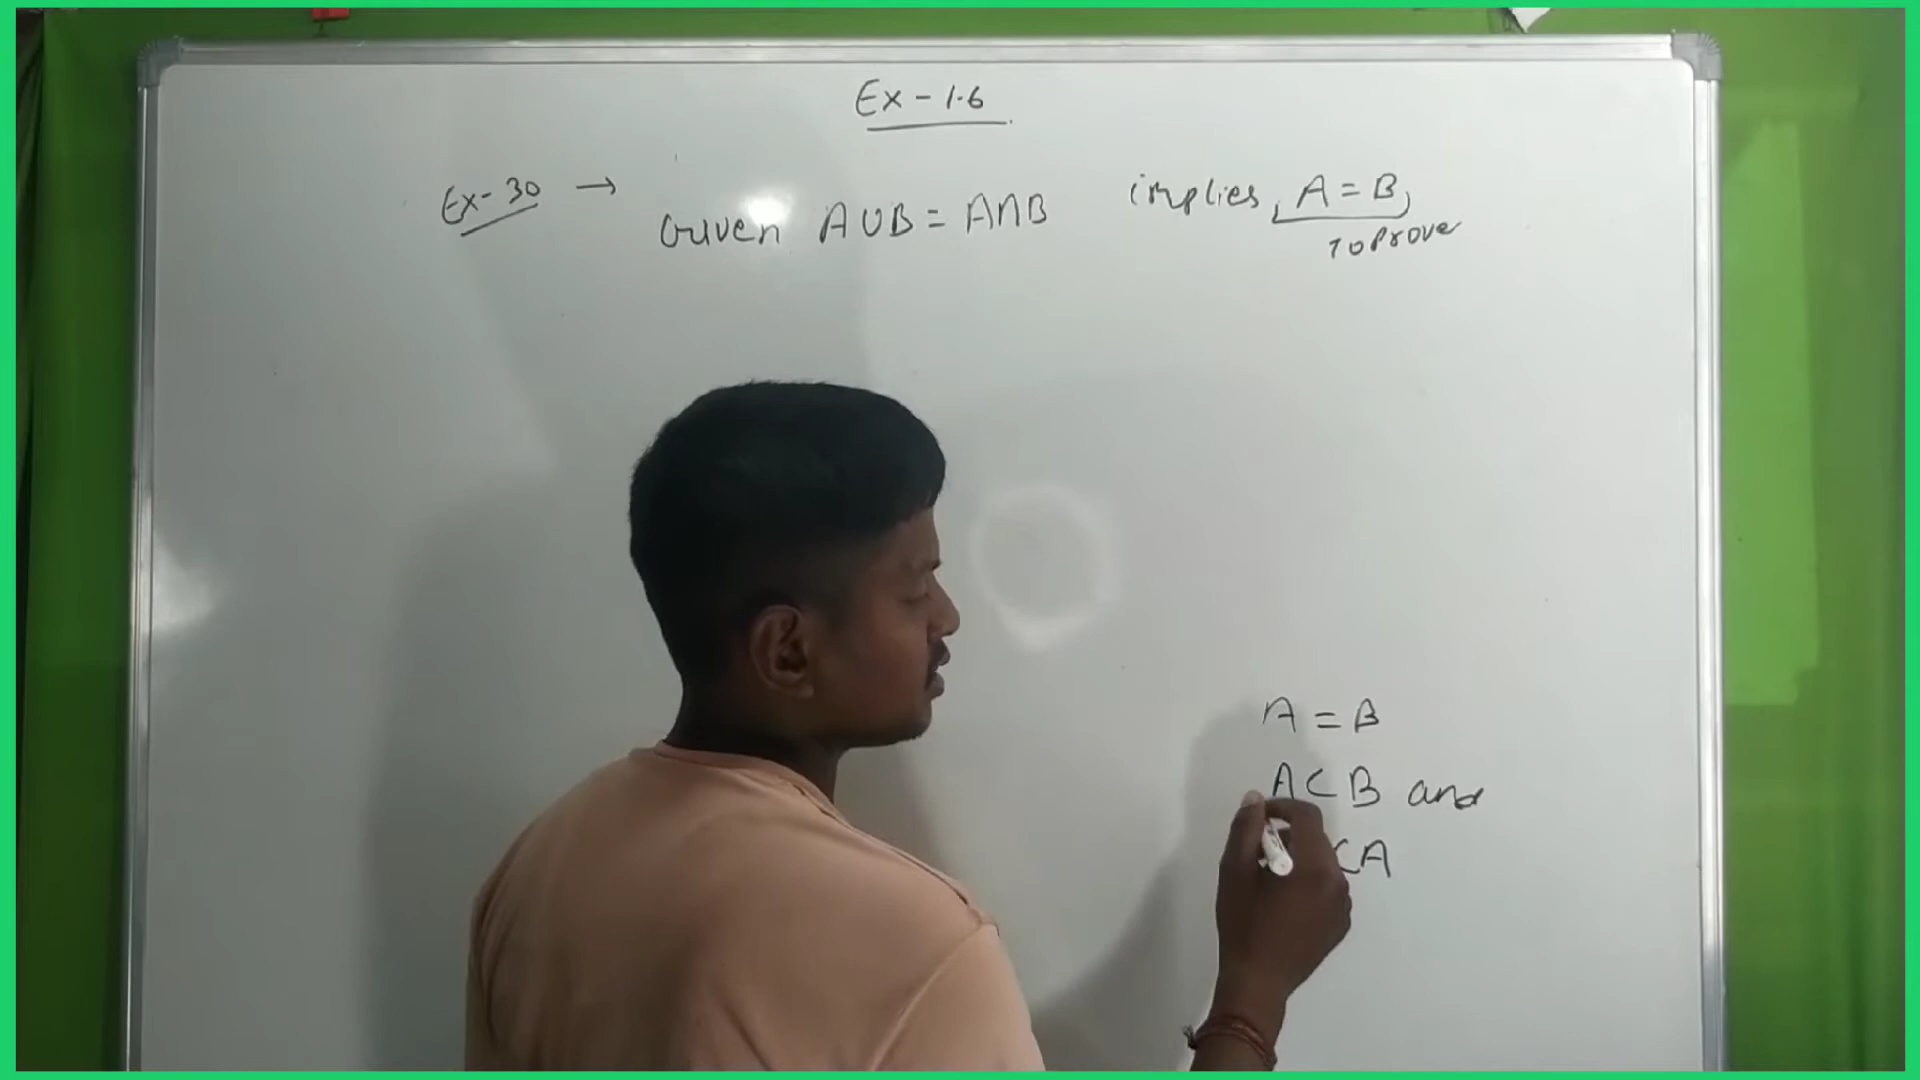 Ex - 1.6
Ex- 30 → Given A∪B = A∩B implies, A = B,
To Prove
A = B
A⊂B and
⊂A